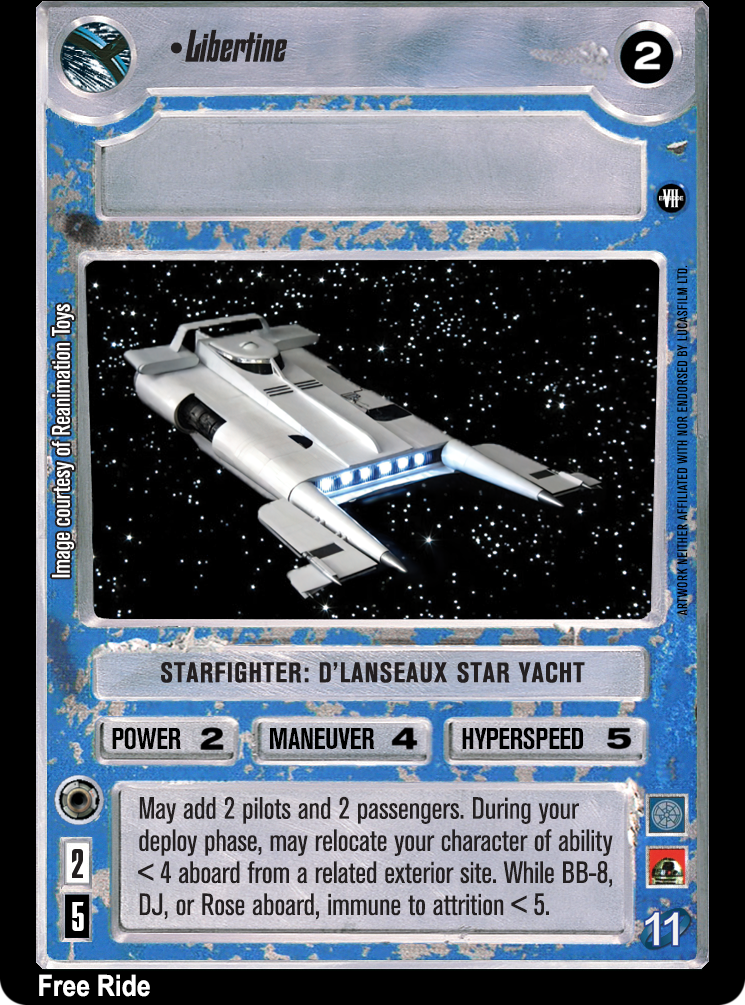 •Libertine
2
EPISODE
VII
Image courtesy of Reanimation Toys
ARTWORK NEITHER AFFILIATED WITH NOR ENDORSED BY LUCASFILM LTD.
STARFIGHTER: D'LANSEAUX STAR YACHT
POWER 2
MANEUVER 4
HYPERSPEED 5
May add 2 pilots and 2 passengers. During your
deploy phase, may relocate your character of ability
< 4 aboard from a related exterior site. While BB-8,
DJ, or Rose aboard, immune to attrition < 5.
2
5
11
Free Ride